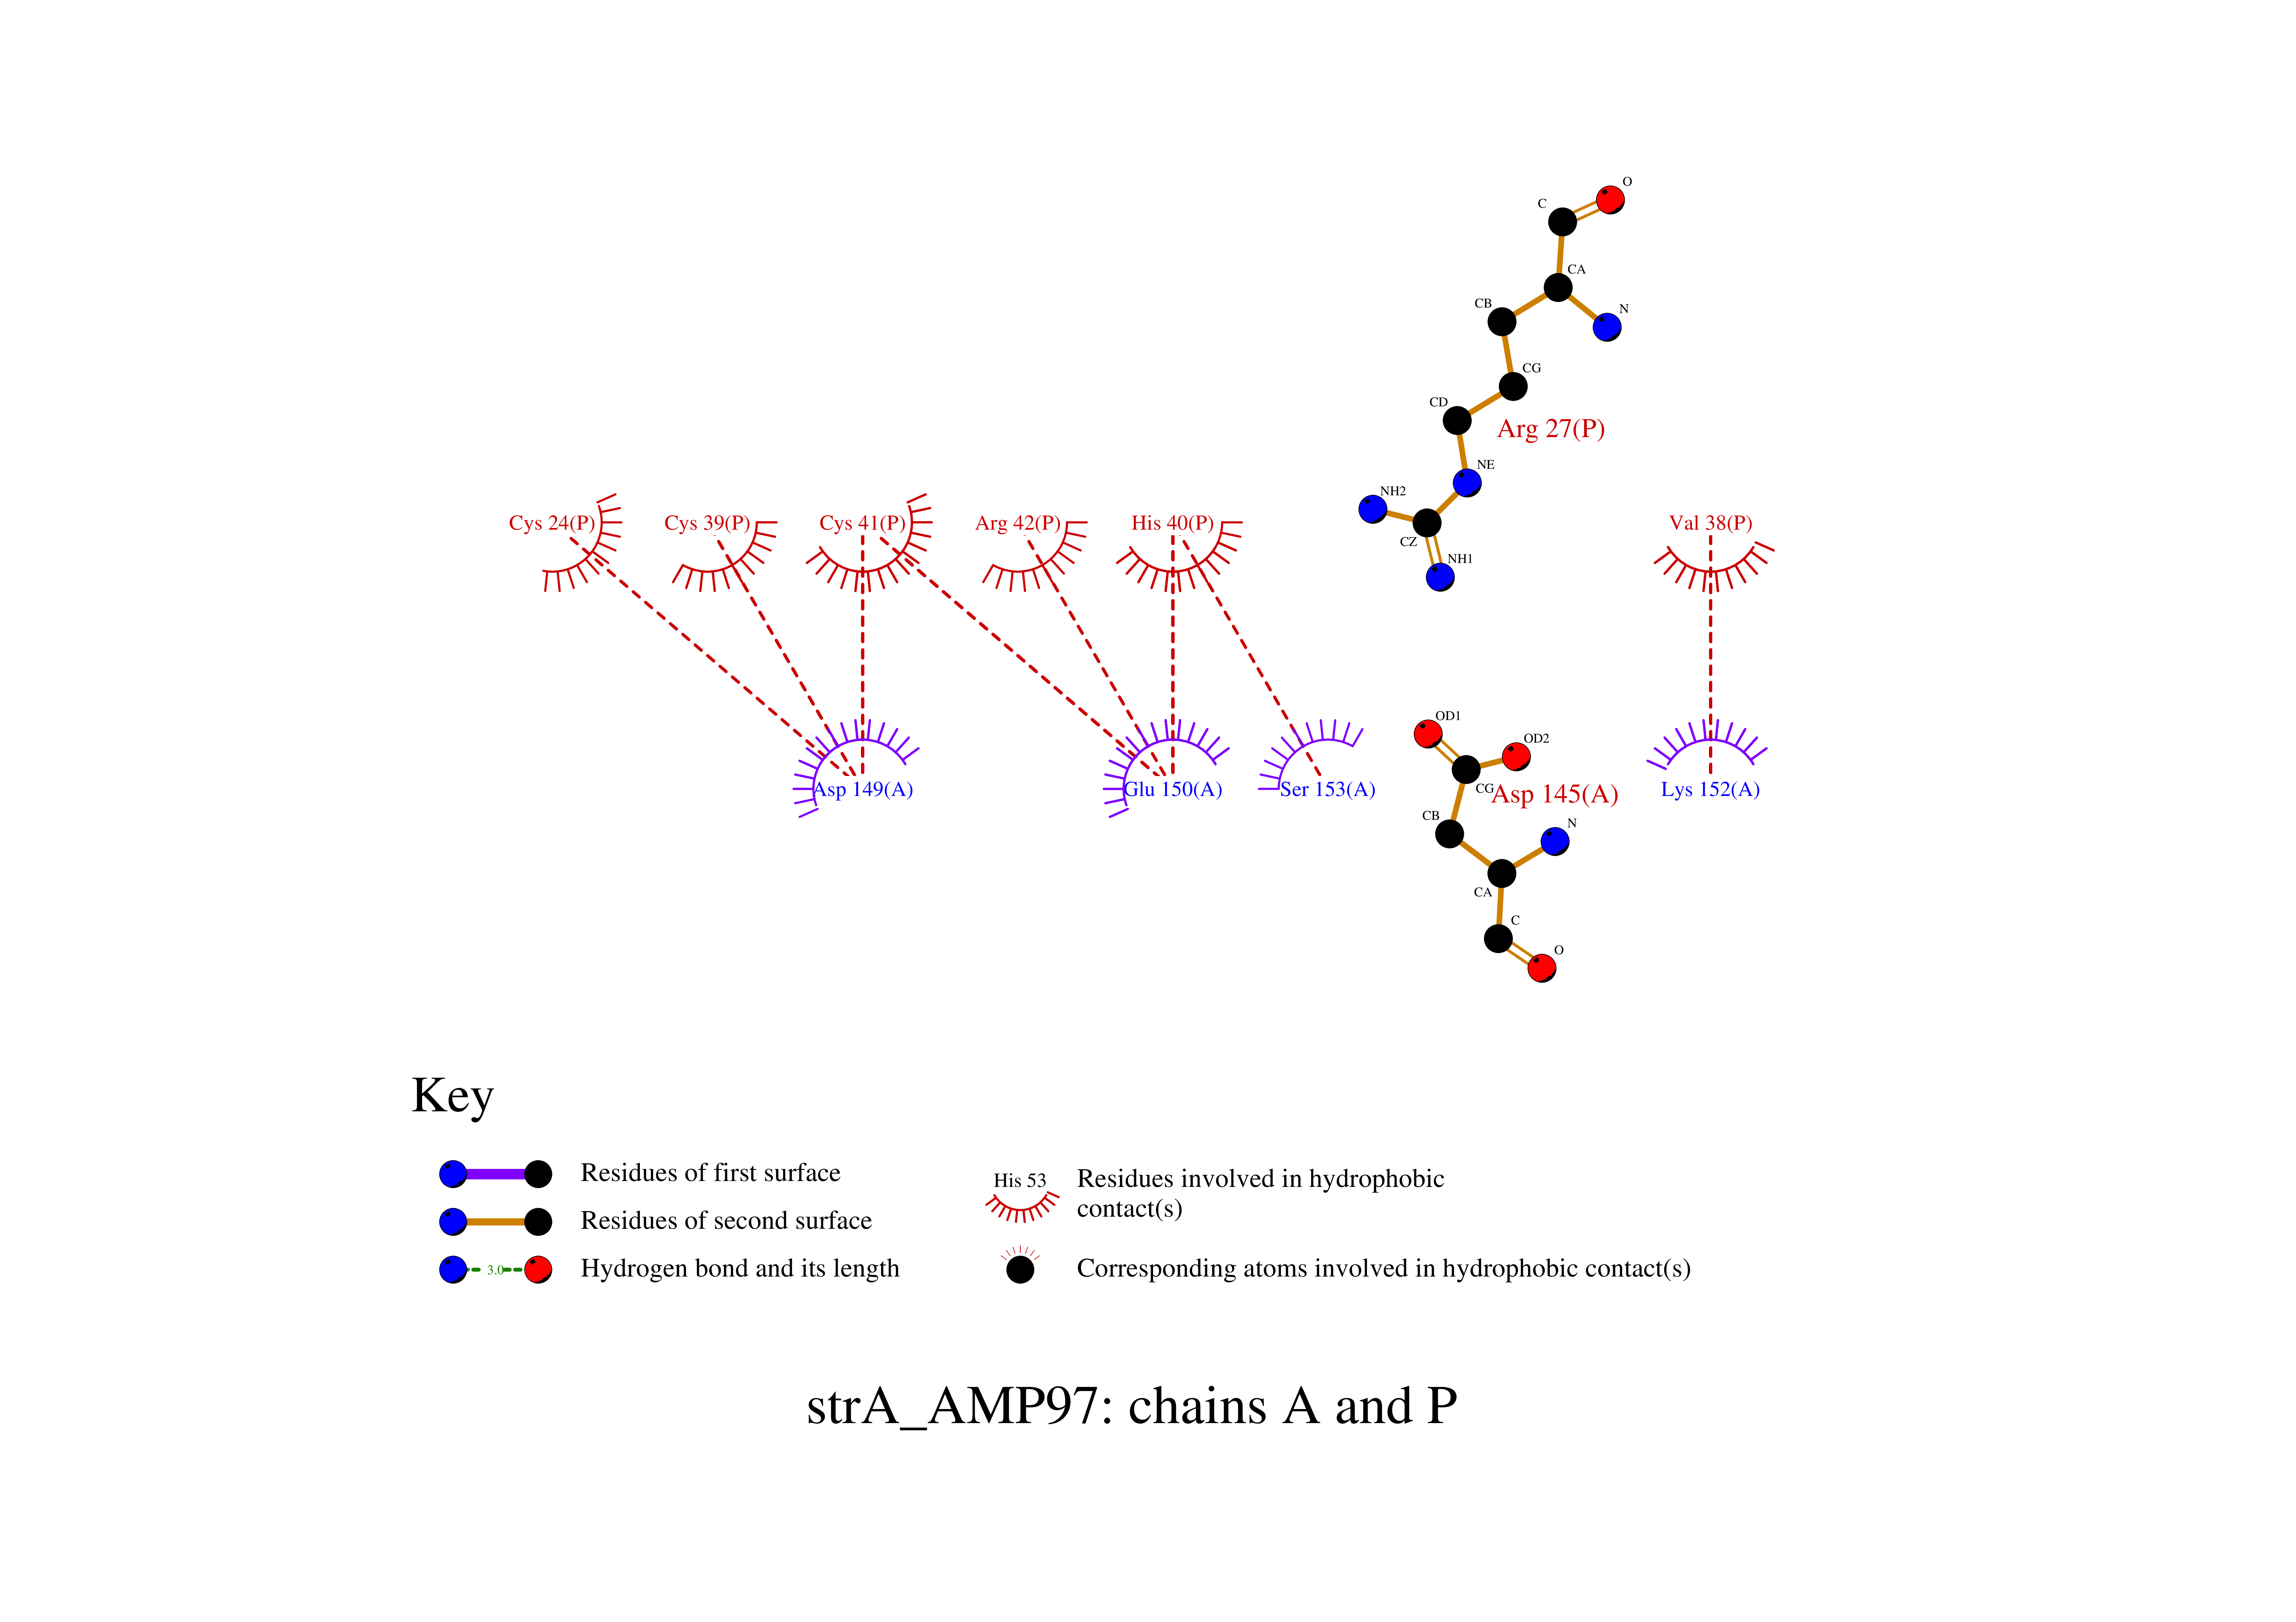 O
C
CA
N
CB
CG
CD
Arg 27(P)
NE
NH2
CZ
NH1
Cys 24(P) Cys 39(P) Cys 41(P) Arg 42(P) His 40(P) Val 38(P)
OD1
OD2
CG
Asp 145(A)
Asp 149(A) Glu 150(A) Ser 153(A) Lys 152(A)
CB
N
CA
C
O
Key
Residues of first surface
Residues of second surface
3.0 Hydrogen bond and its length
His 53 Residues involved in hydrophobic
contact(s)
Corresponding atoms involved in hydrophobic contact(s)
strA_AMP97: chains A and P